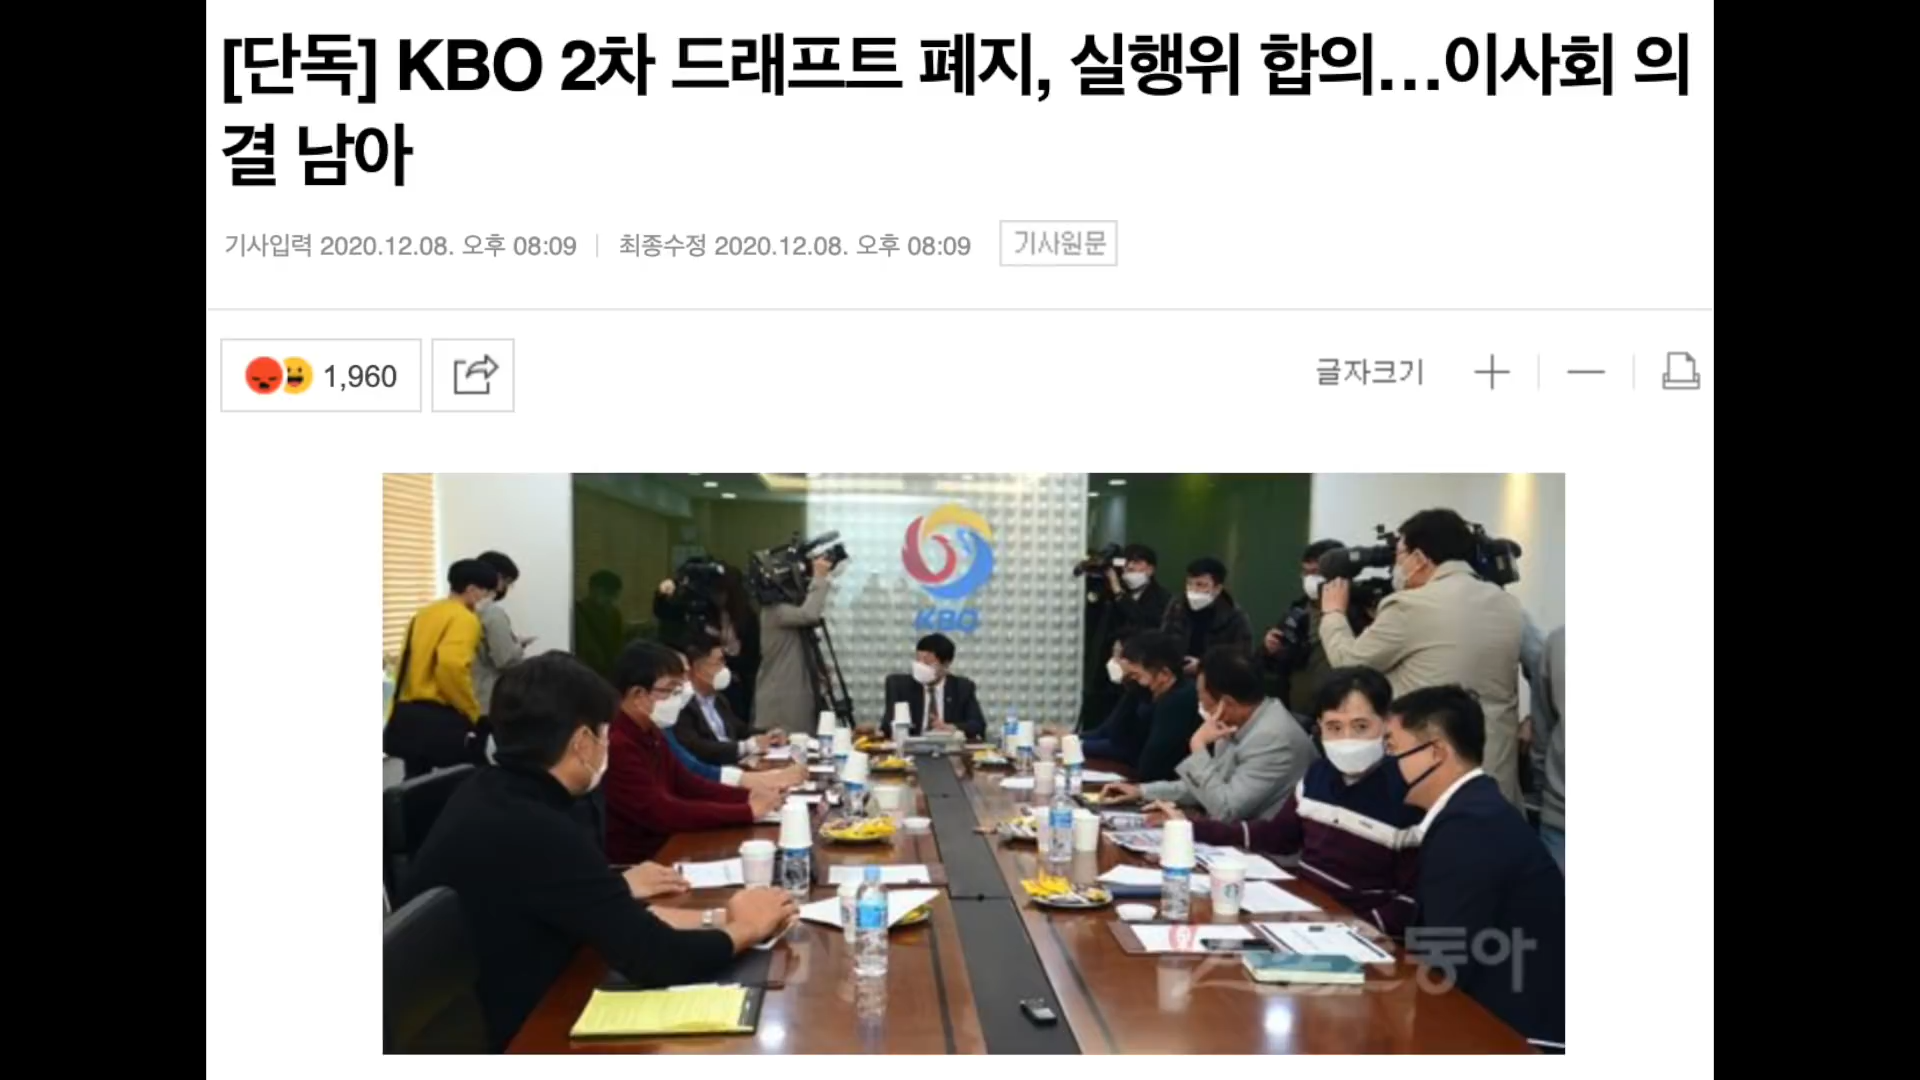 [단독] KBO 2차 드래프트 폐지, 실행위 합의…이사회 의
결 남아
기사입력 2020.12.08. 오후 08:09
최종수정 2020.12.08. 오후 08:09
기사원문
1,960
글자크기
KBO
스포츠동아